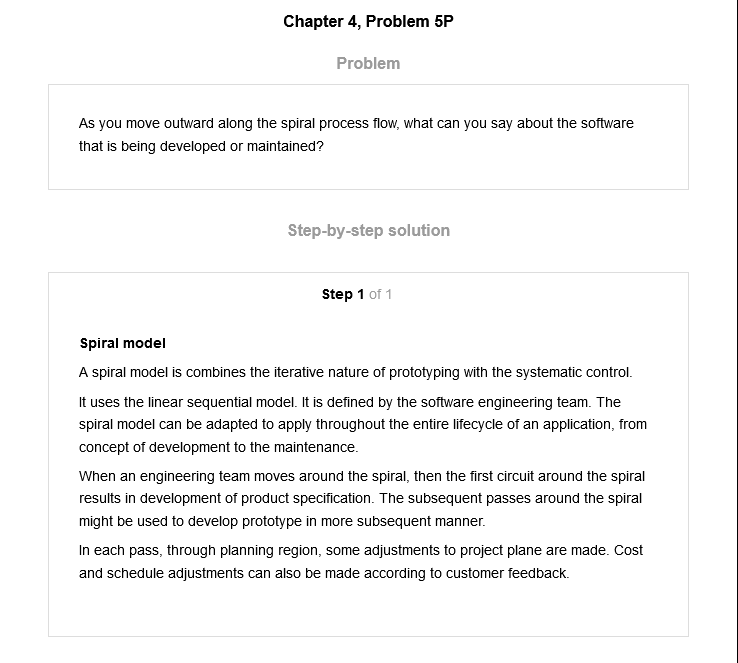 Chapter 4, Problem 5P
Problem
As you move outward along the spiral process flow, what can you say about the software
that is being developed or maintained?
Step-by-step solution
Step 1 of 1
Spiral model
A spiral model is combines the iterative nature of prototyping with the systematic control.
It uses the linear sequential model. It is defined by the software engineering team. The
spiral model can be adapted to apply throughout the entire lifecycle of an application, from
concept of development to the maintenance.
When an engineering team moves around the spiral, then the first circuit around the spiral
results in development of product specification. The subsequent passes around the spiral
might be used to develop prototype in more subsequent manner.
In each pass, through planning region, some adjustments to project plane are made. Cost
and schedule adjustments can also be made according to customer feedback.